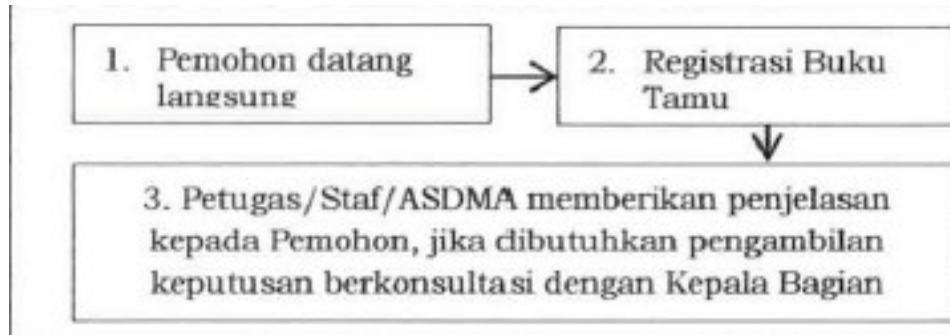 1. Pemohon datang
langsung
2. Registrasi Buku
Tamu
3. Petugas/Staf/ASDMA memberikan penjelasan
kepada Pemohon, jika dibutuhkan pengambilan
keputusan berkonsultasi dengan Kepala Bagian